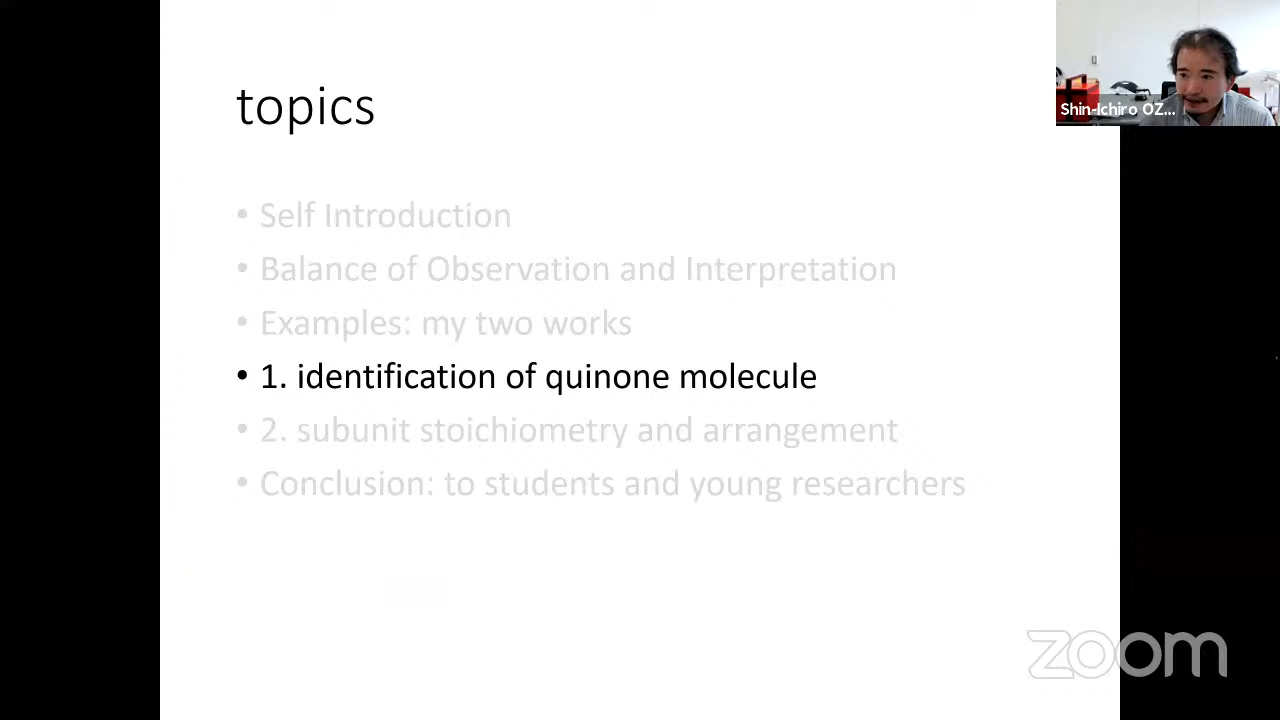 topics
Shin-Ichiro OZ...
• Self Introduction
• Balance of Observation and Interpretation
• Examples: my two works
• 1. identification of quinone molecule
• 2. subunit stoichiometry and arrangement
• Conclusion: to students and young researchers
zoom